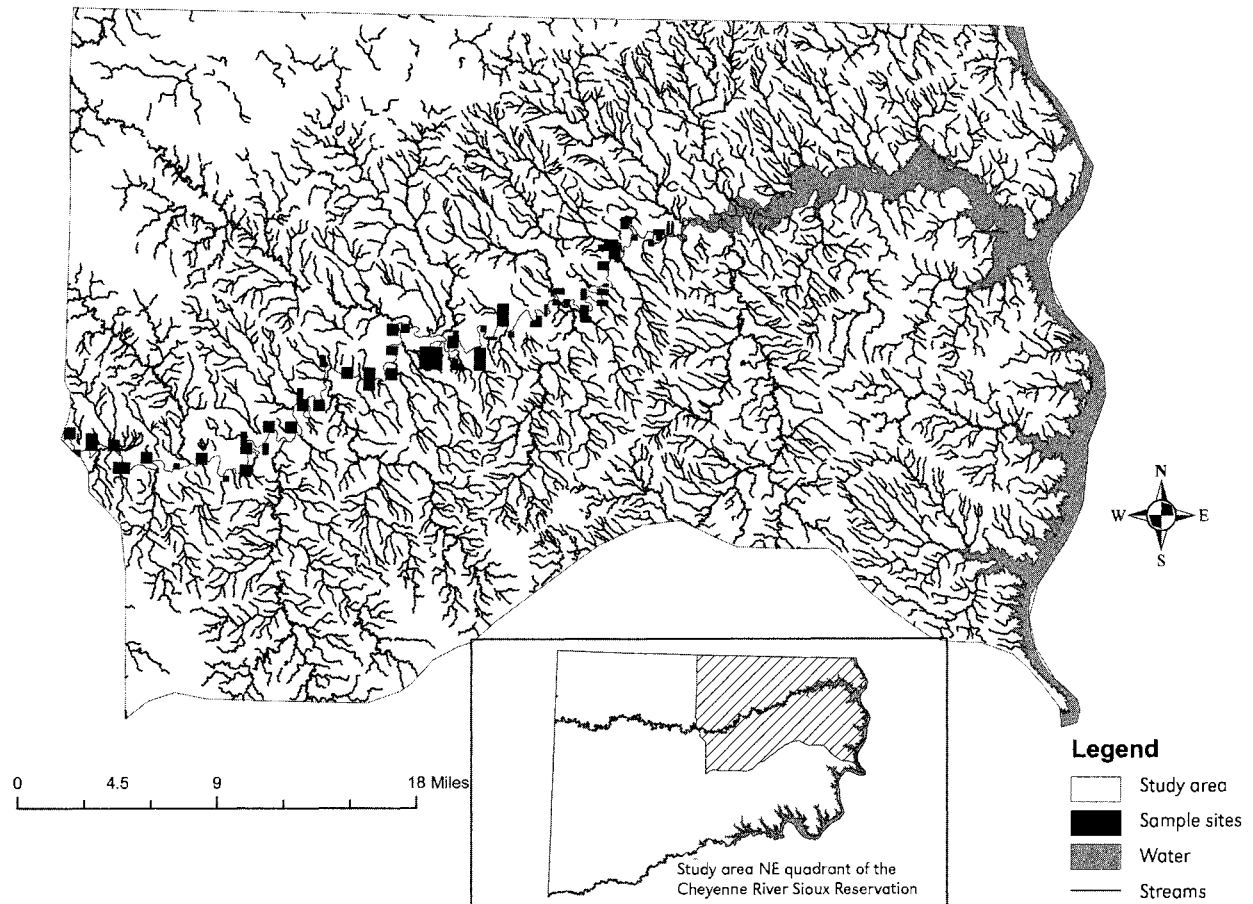 N
W E
S
0 4.5 9 18 Miles
Study area NE quadrant of the
Cheyenne River Sioux Reservation
Legend
Study area
Sample sites
Water
Streams